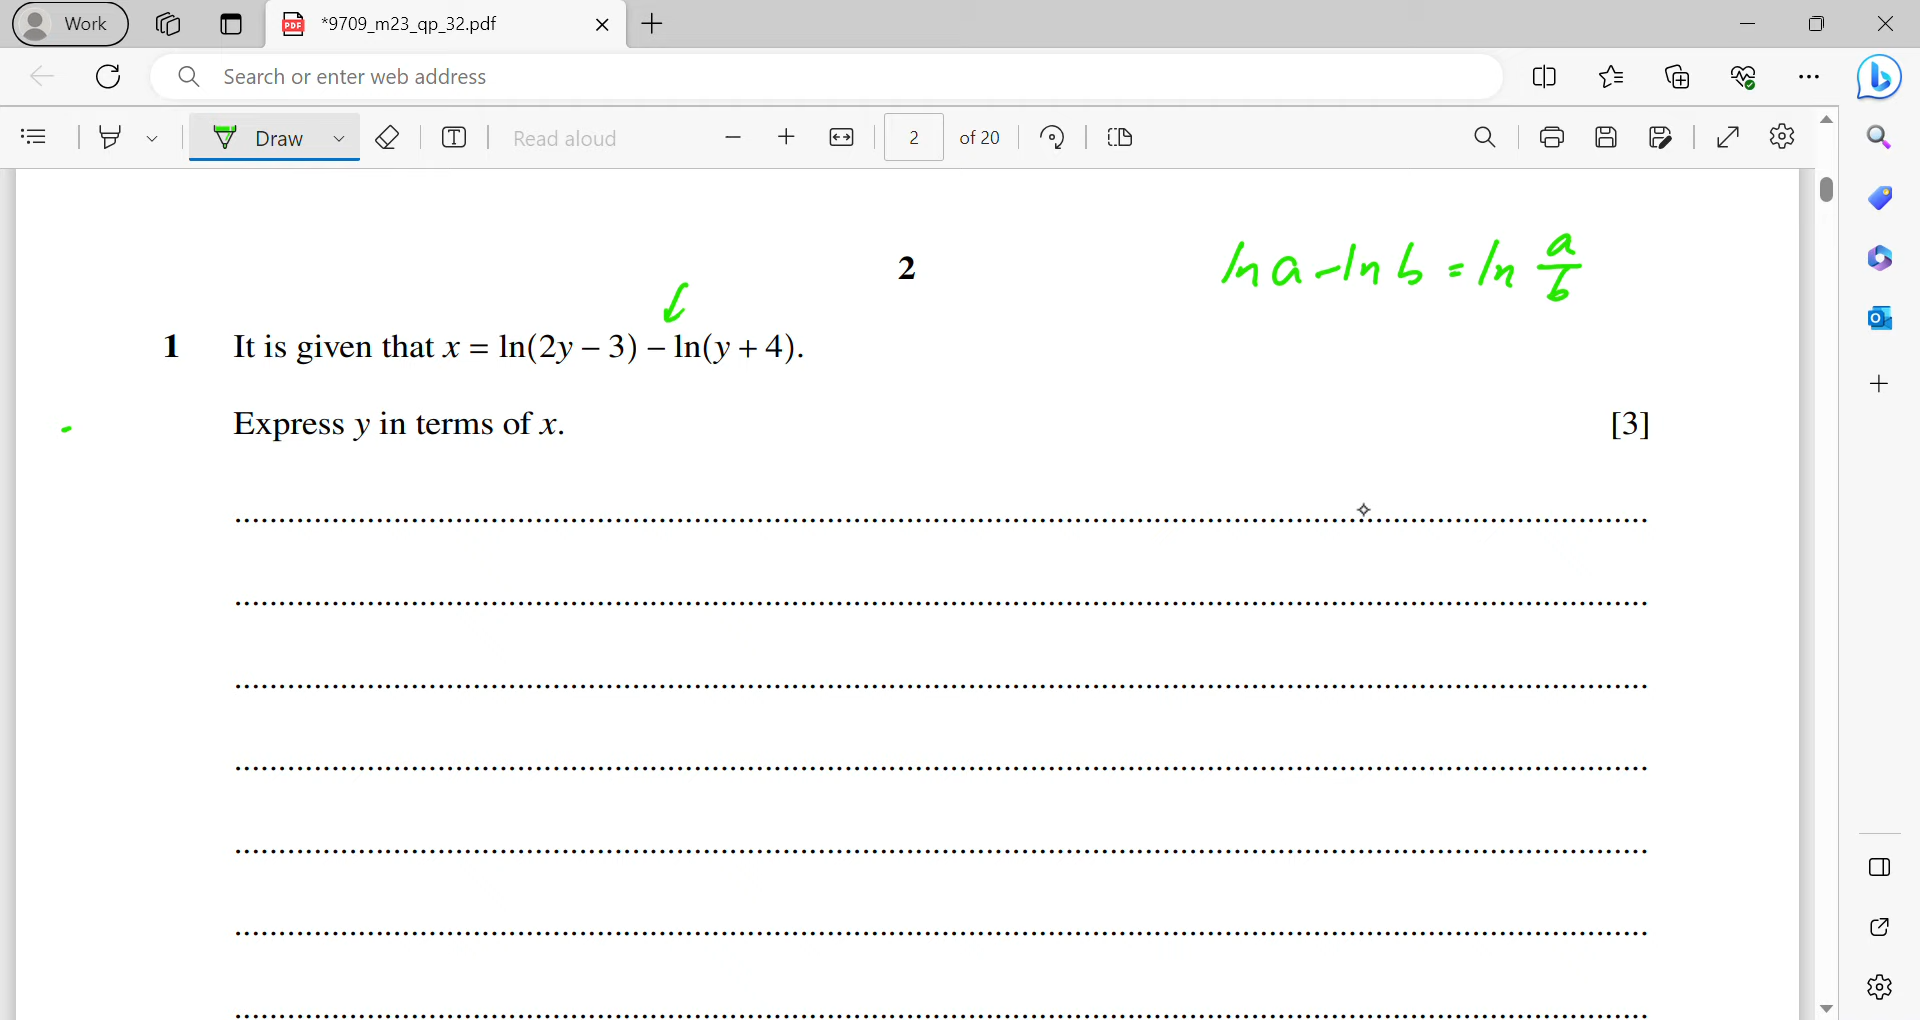 Work
*9709_m23_qp_32.pdf
Search or enter web address
Draw
Read aloud
2 of 20
2
ln a - ln b = ln a/b
1 It is given that x = ln(2y − 3) − ln(y + 4).
Express y in terms of x. [3]